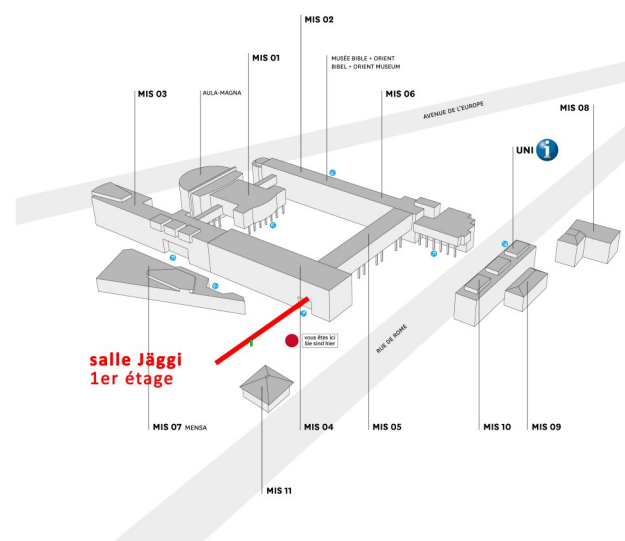 MIS 02
MIS 01
MUSÉE BIBLE + ORIENT
BIBEL + ORIENT MUSEUM
MIS 03
AULA-MAGNA
MIS 06
AVENUE DE L'EUROPE
MIS 08
UNI i
vous êtes ici
Sie sind hier
RUE DE ROME
salle Jäggi
1er étage
MIS 07 MENSA
MIS 04
MIS 05
MIS 10
MIS 09
MIS 11